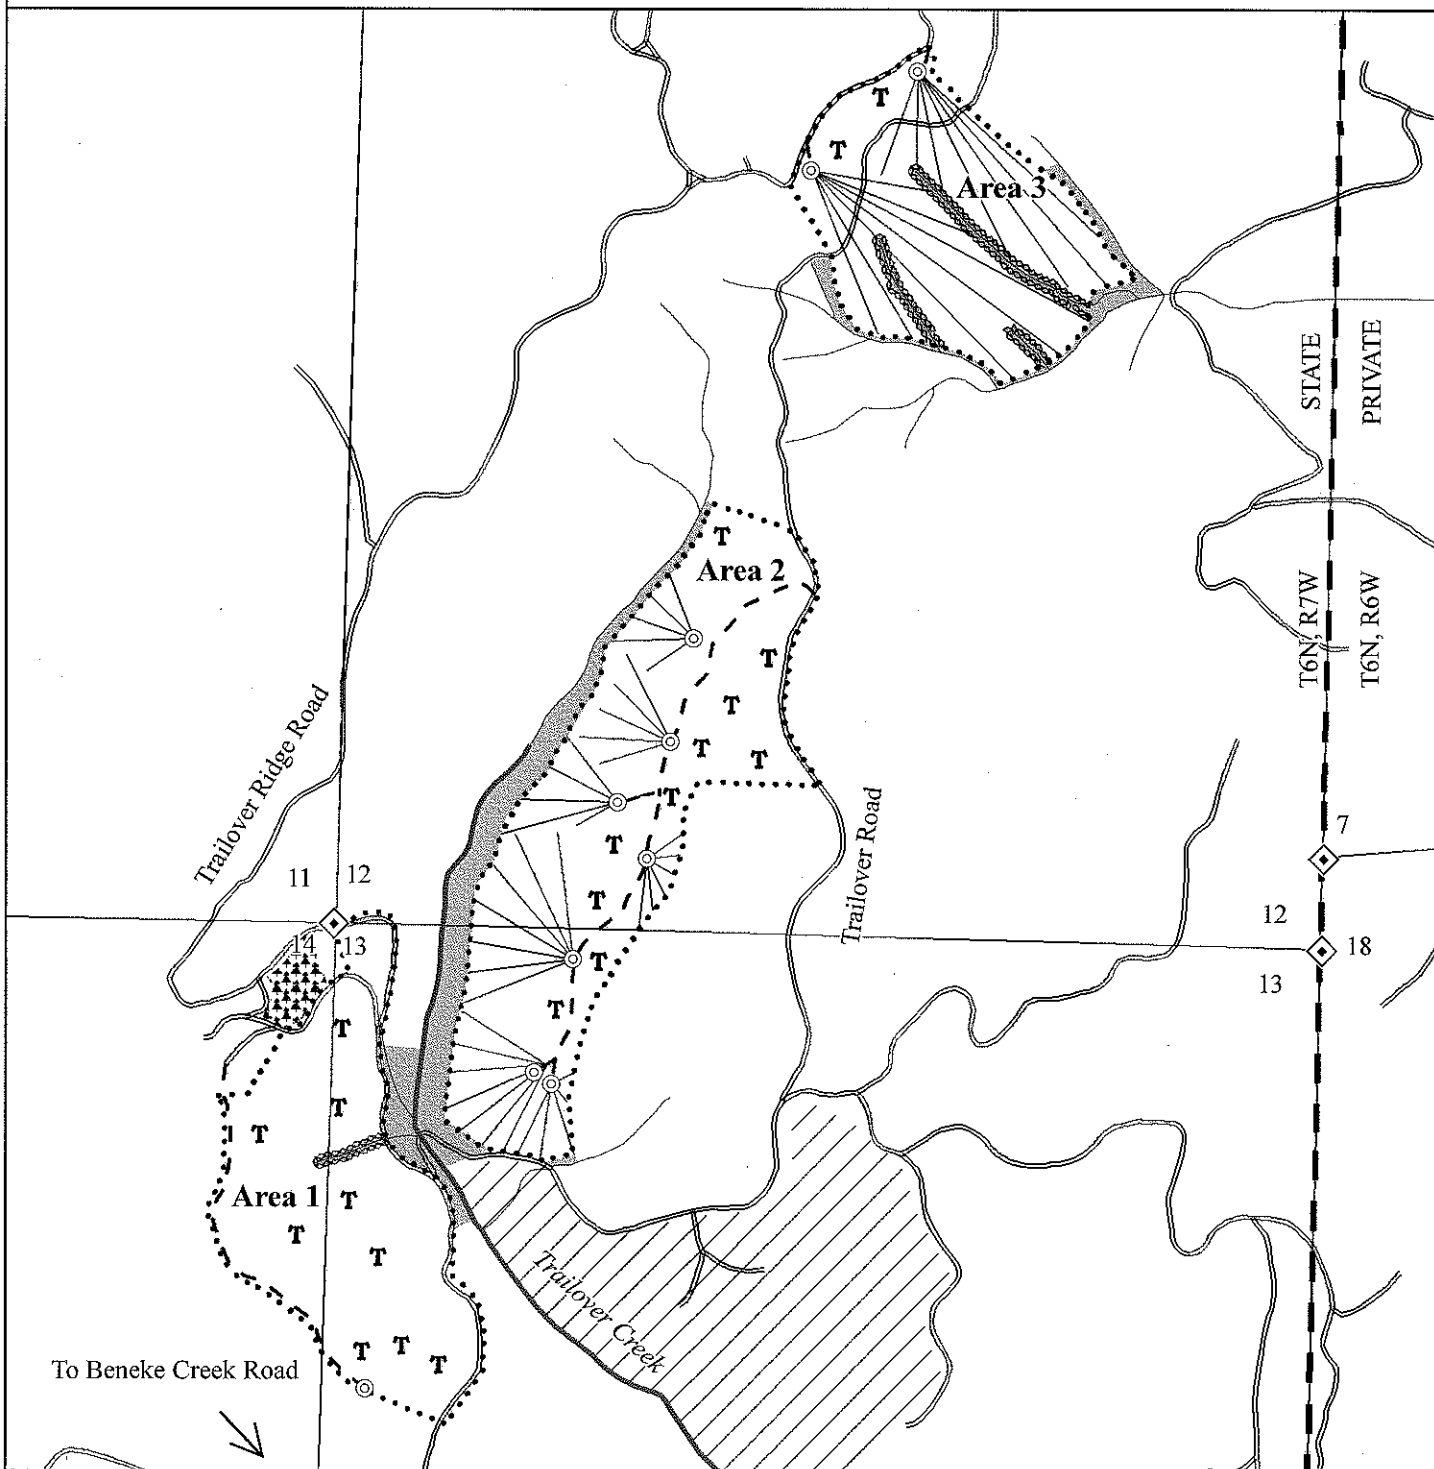 T
T
Area 3
STATE
PRIVATE
T
Area 2
T6N, R7W
T6N, R6W
T
T
T
T
T
Trailover Ridge Road
Trailover Road
T
7
11
12
T
12
14
13
T
18
13
T
T
T
T
Area 1
T
T
T
Trailover Creek
T
T
T
To Beneke Creek Road